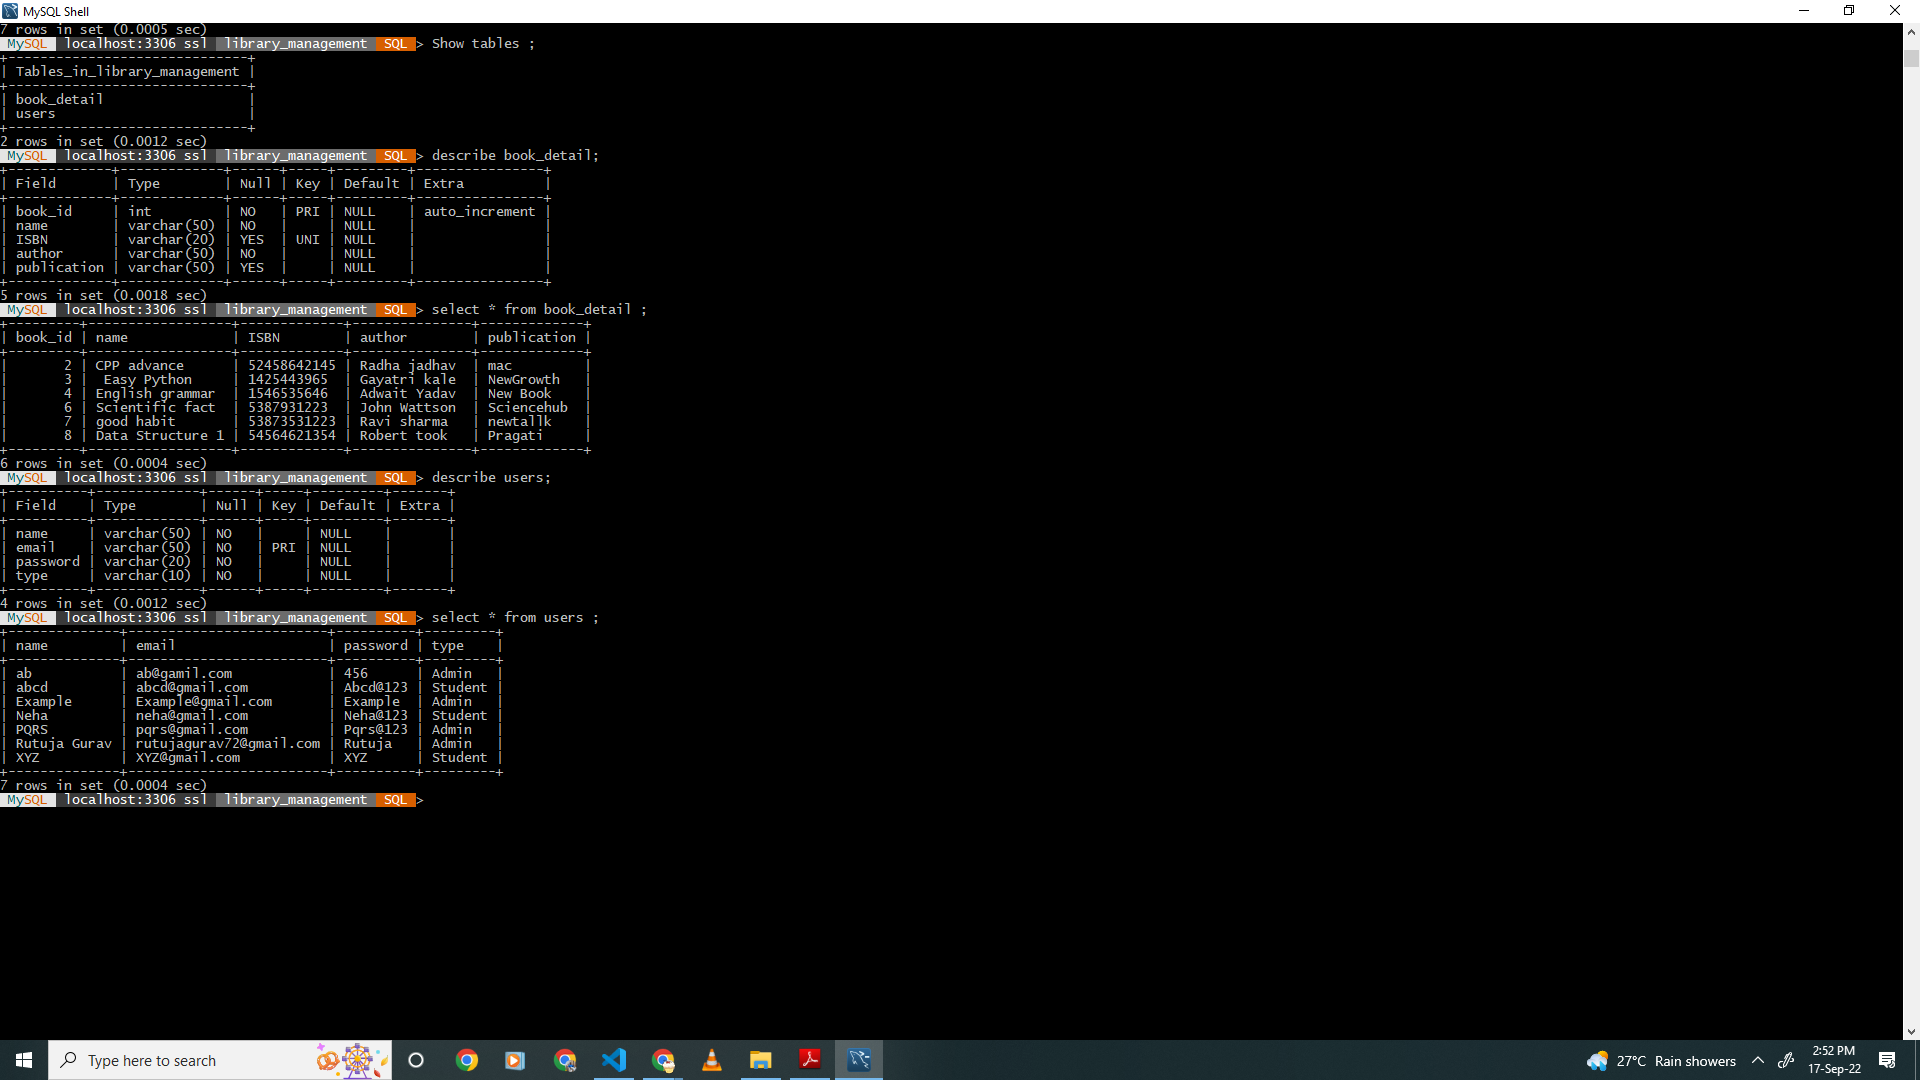 MySQL Shell
7 rows in set (0.0005 sec)
MySQL localhost:3306 ssl library_management SQL > Show tables ;
+------------------------------+
| Tables_in_library_management |
+------------------------------+
| book_detail                  |
| users                        |
+------------------------------+
2 rows in set (0.0012 sec)
MySQL localhost:3306 ssl library_management SQL > describe book_detail;
+-------------+-------------+------+-----+---------+----------------+
| Field       | Type        | Null | Key | Default | Extra          |
+-------------+-------------+------+-----+---------+----------------+
| book_id     | int         | NO   | PRI | NULL    | auto_increment |
| name        | varchar(50) | NO   |     | NULL    |                |
| ISBN        | varchar(20) | YES  | UNI | NULL    |                |
| author      | varchar(50) | NO   |     | NULL    |                |
| publication | varchar(50) | YES  |     | NULL    |                |
+-------------+-------------+------+-----+---------+----------------+
5 rows in set (0.0018 sec)
MySQL localhost:3306 ssl library_management SQL > select * from book_detail ;
+---------+------------------+-------------+---------------+-------------+
| book_id | name             | ISBN        | author        | publication |
+---------+------------------+-------------+---------------+-------------+
|       2 | CPP advance      | 52458642145 | Radha jadhav  | mac         |
|       3 |  Easy Python     | 1425443965  | Gayatri kale  | NewGrowth   |
|       4 | English grammar  | 1546535646  | Adwait Yadav  | New Book    |
|       6 | Scientific fact  | 5387931223  | John Wattson  | Sciencehub  |
|       7 | good habit       | 53873531223 | Ravi sharma   | newtallk    |
|       8 | Data Structure 1 | 54564621354 | Robert took   | Pragati     |
+---------+------------------+-------------+---------------+-------------+
6 rows in set (0.0004 sec)
MySQL localhost:3306 ssl library_management SQL > describe users;
+----------+-------------+------+-----+---------+-------+
| Field    | Type        | Null | Key | Default | Extra |
+----------+-------------+------+-----+---------+-------+
| name     | varchar(50) | NO   |     | NULL    |       |
| email    | varchar(50) | NO   | PRI | NULL    |       |
| password | varchar(20) | NO   |     | NULL    |       |
| type     | varchar(10) | NO   |     | NULL    |       |
+----------+-------------+------+-----+---------+-------+
4 rows in set (0.0012 sec)
MySQL localhost:3306 ssl library_management SQL > select * from users ;
+--------------+-------------------------+----------+---------+
| name         | email                   | password | type    |
+--------------+-------------------------+----------+---------+
| ab           | ab@gamil.com            | 456      | Admin   |
| abcd         | abcd@gmail.com          | Abcd@123 | Student |
| Example      | Example@gmail.com       | Example  | Admin   |
| Neha         | neha@gmail.com          | Neha@123 | Student |
| PQRS         | pqrs@gmail.com          | Pqrs@123 | Admin   |
| Rutuja Gurav | rutujagurav72@gmail.com | Rutuja   | Admin   |
| XYZ          | XYZ@gmail.com           | XYZ      | Student |
+--------------+-------------------------+----------+---------+
7 rows in set (0.0004 sec)
MySQL localhost:3306 ssl library_management SQL >
Type here to search
27°C Rain showers
2:52 PM
17-Sep-22